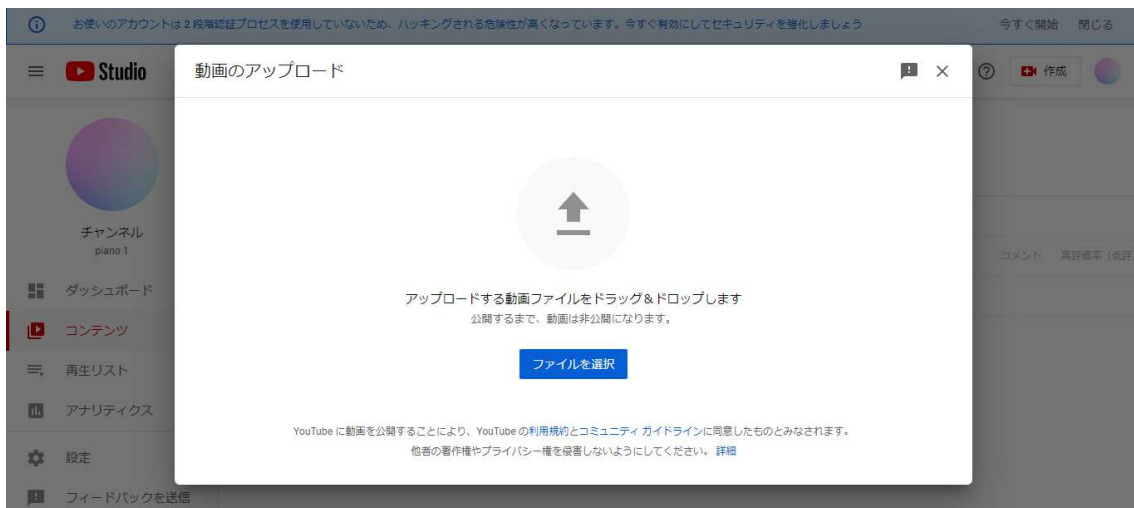 お使いのアカウントは 2 段階認証プロセスを使用していないため、ハッキングされる危険性が高くなっています。今すぐ有効にしてセキュリティを強化しましょう
今すぐ開始 閉じる
Studio
動画のアップロード
作成
チャンネル
piano 1
コメント 高評価率 (低評
ダッシュボード
アップロードする動画ファイルをドラッグ＆ドロップします
公開するまで、動画は非公開になります。
コンテンツ
ファイルを選択
再生リスト
アナリティクス
YouTube に動画を公開することにより、YouTube の利用規約とコミュニティ ガイドラインに同意したものとみなされます。
他者の著作権やプライバシー権を侵害しないようにしてください。 詳細
設定
フィードバックを送信